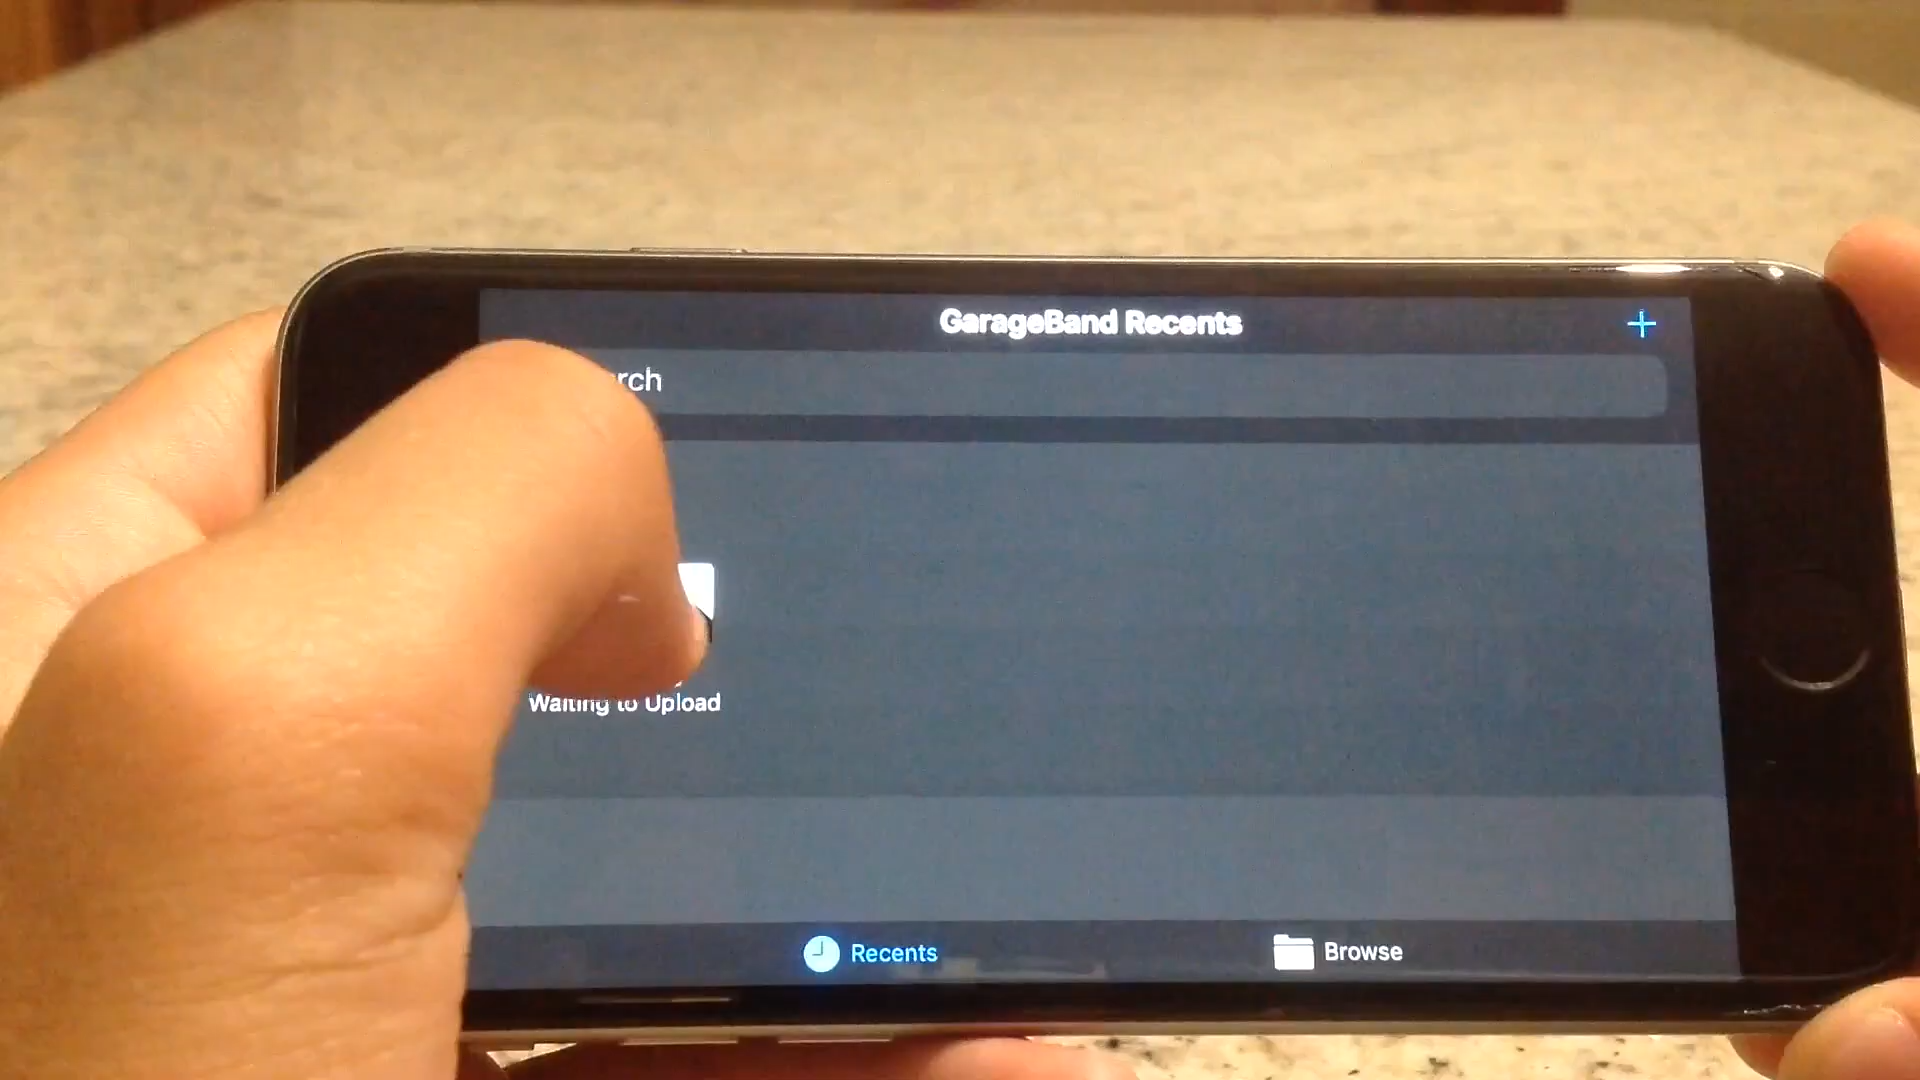 GarageBand Recents
rch
Waiting to Upload
Recents
Browse